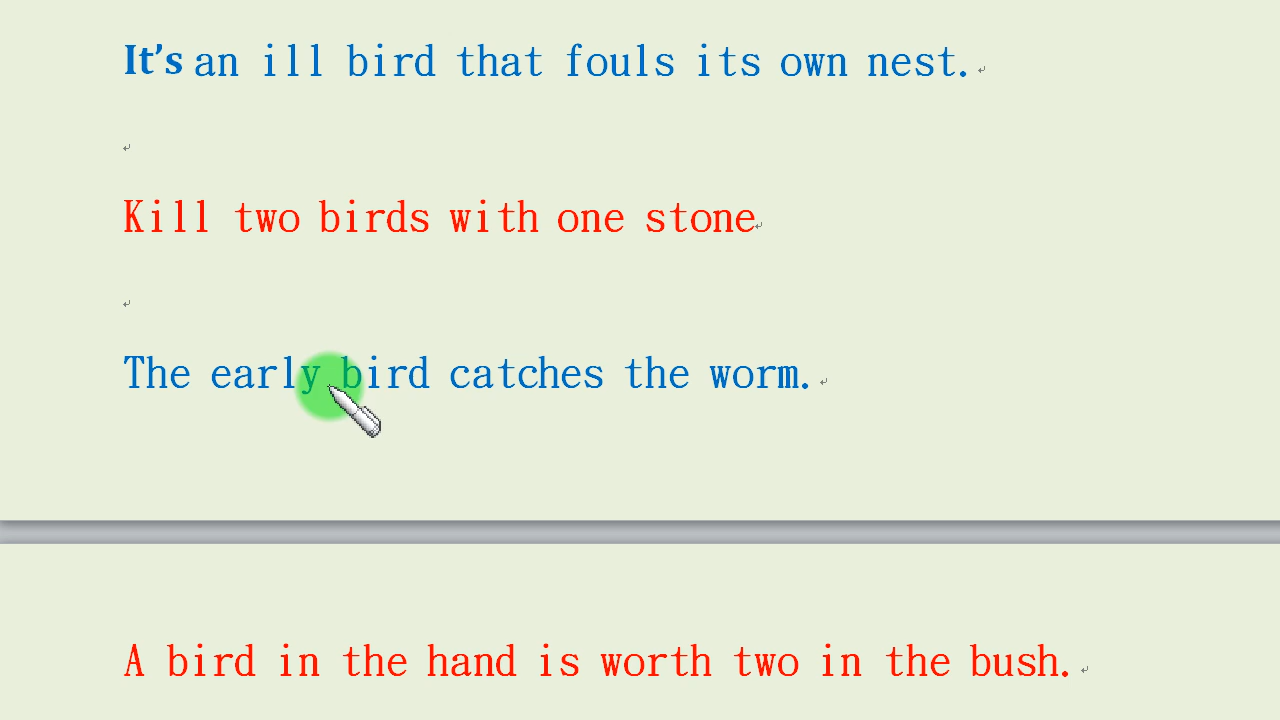 It's an ill bird that fouls its own nest.
Kill two birds with one stone
The early bird catches the worm.
A bird in the hand is worth two in the bush.